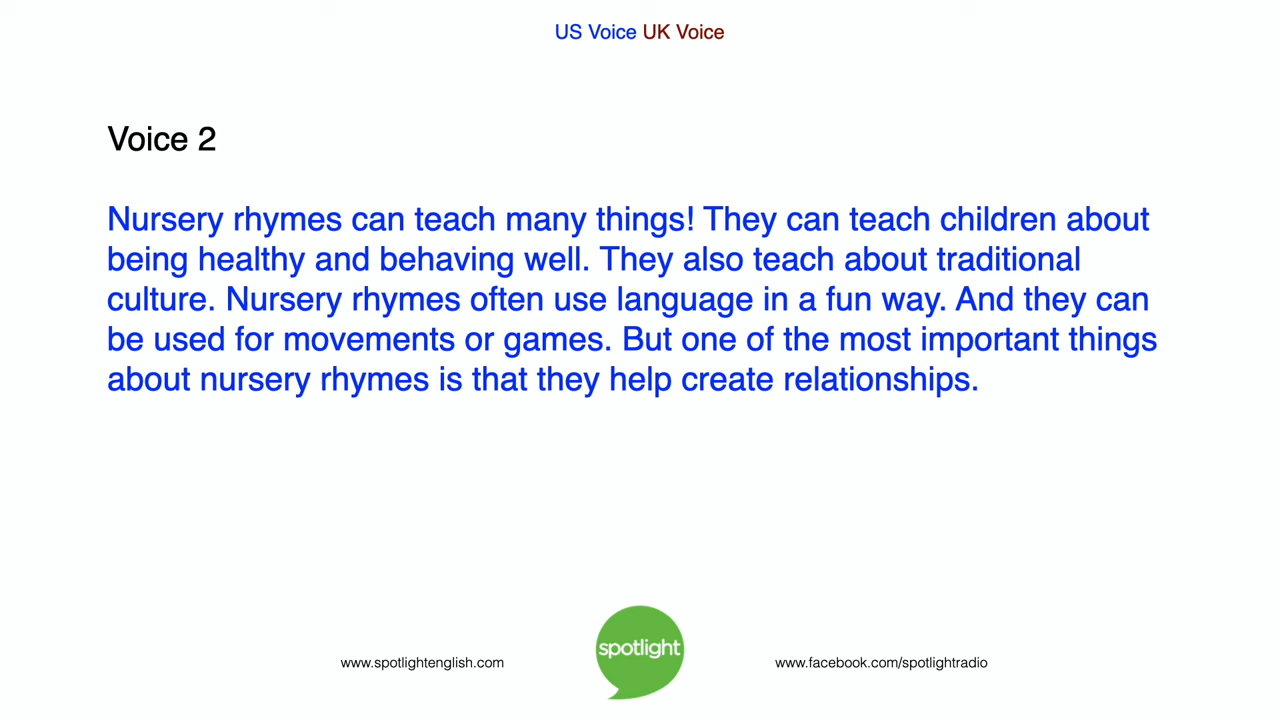 US Voice UK Voice
Voice 2
Nursery rhymes can teach many things! They can teach children about
being healthy and behaving well. They also teach about traditional
culture. Nursery rhymes often use language in a fun way. And they can
be used for movements or games. But one of the most important things
about nursery rhymes is that they help create relationships.
spotlight
www.spotlightenglish.com
www.facebook.com/spotlightradio